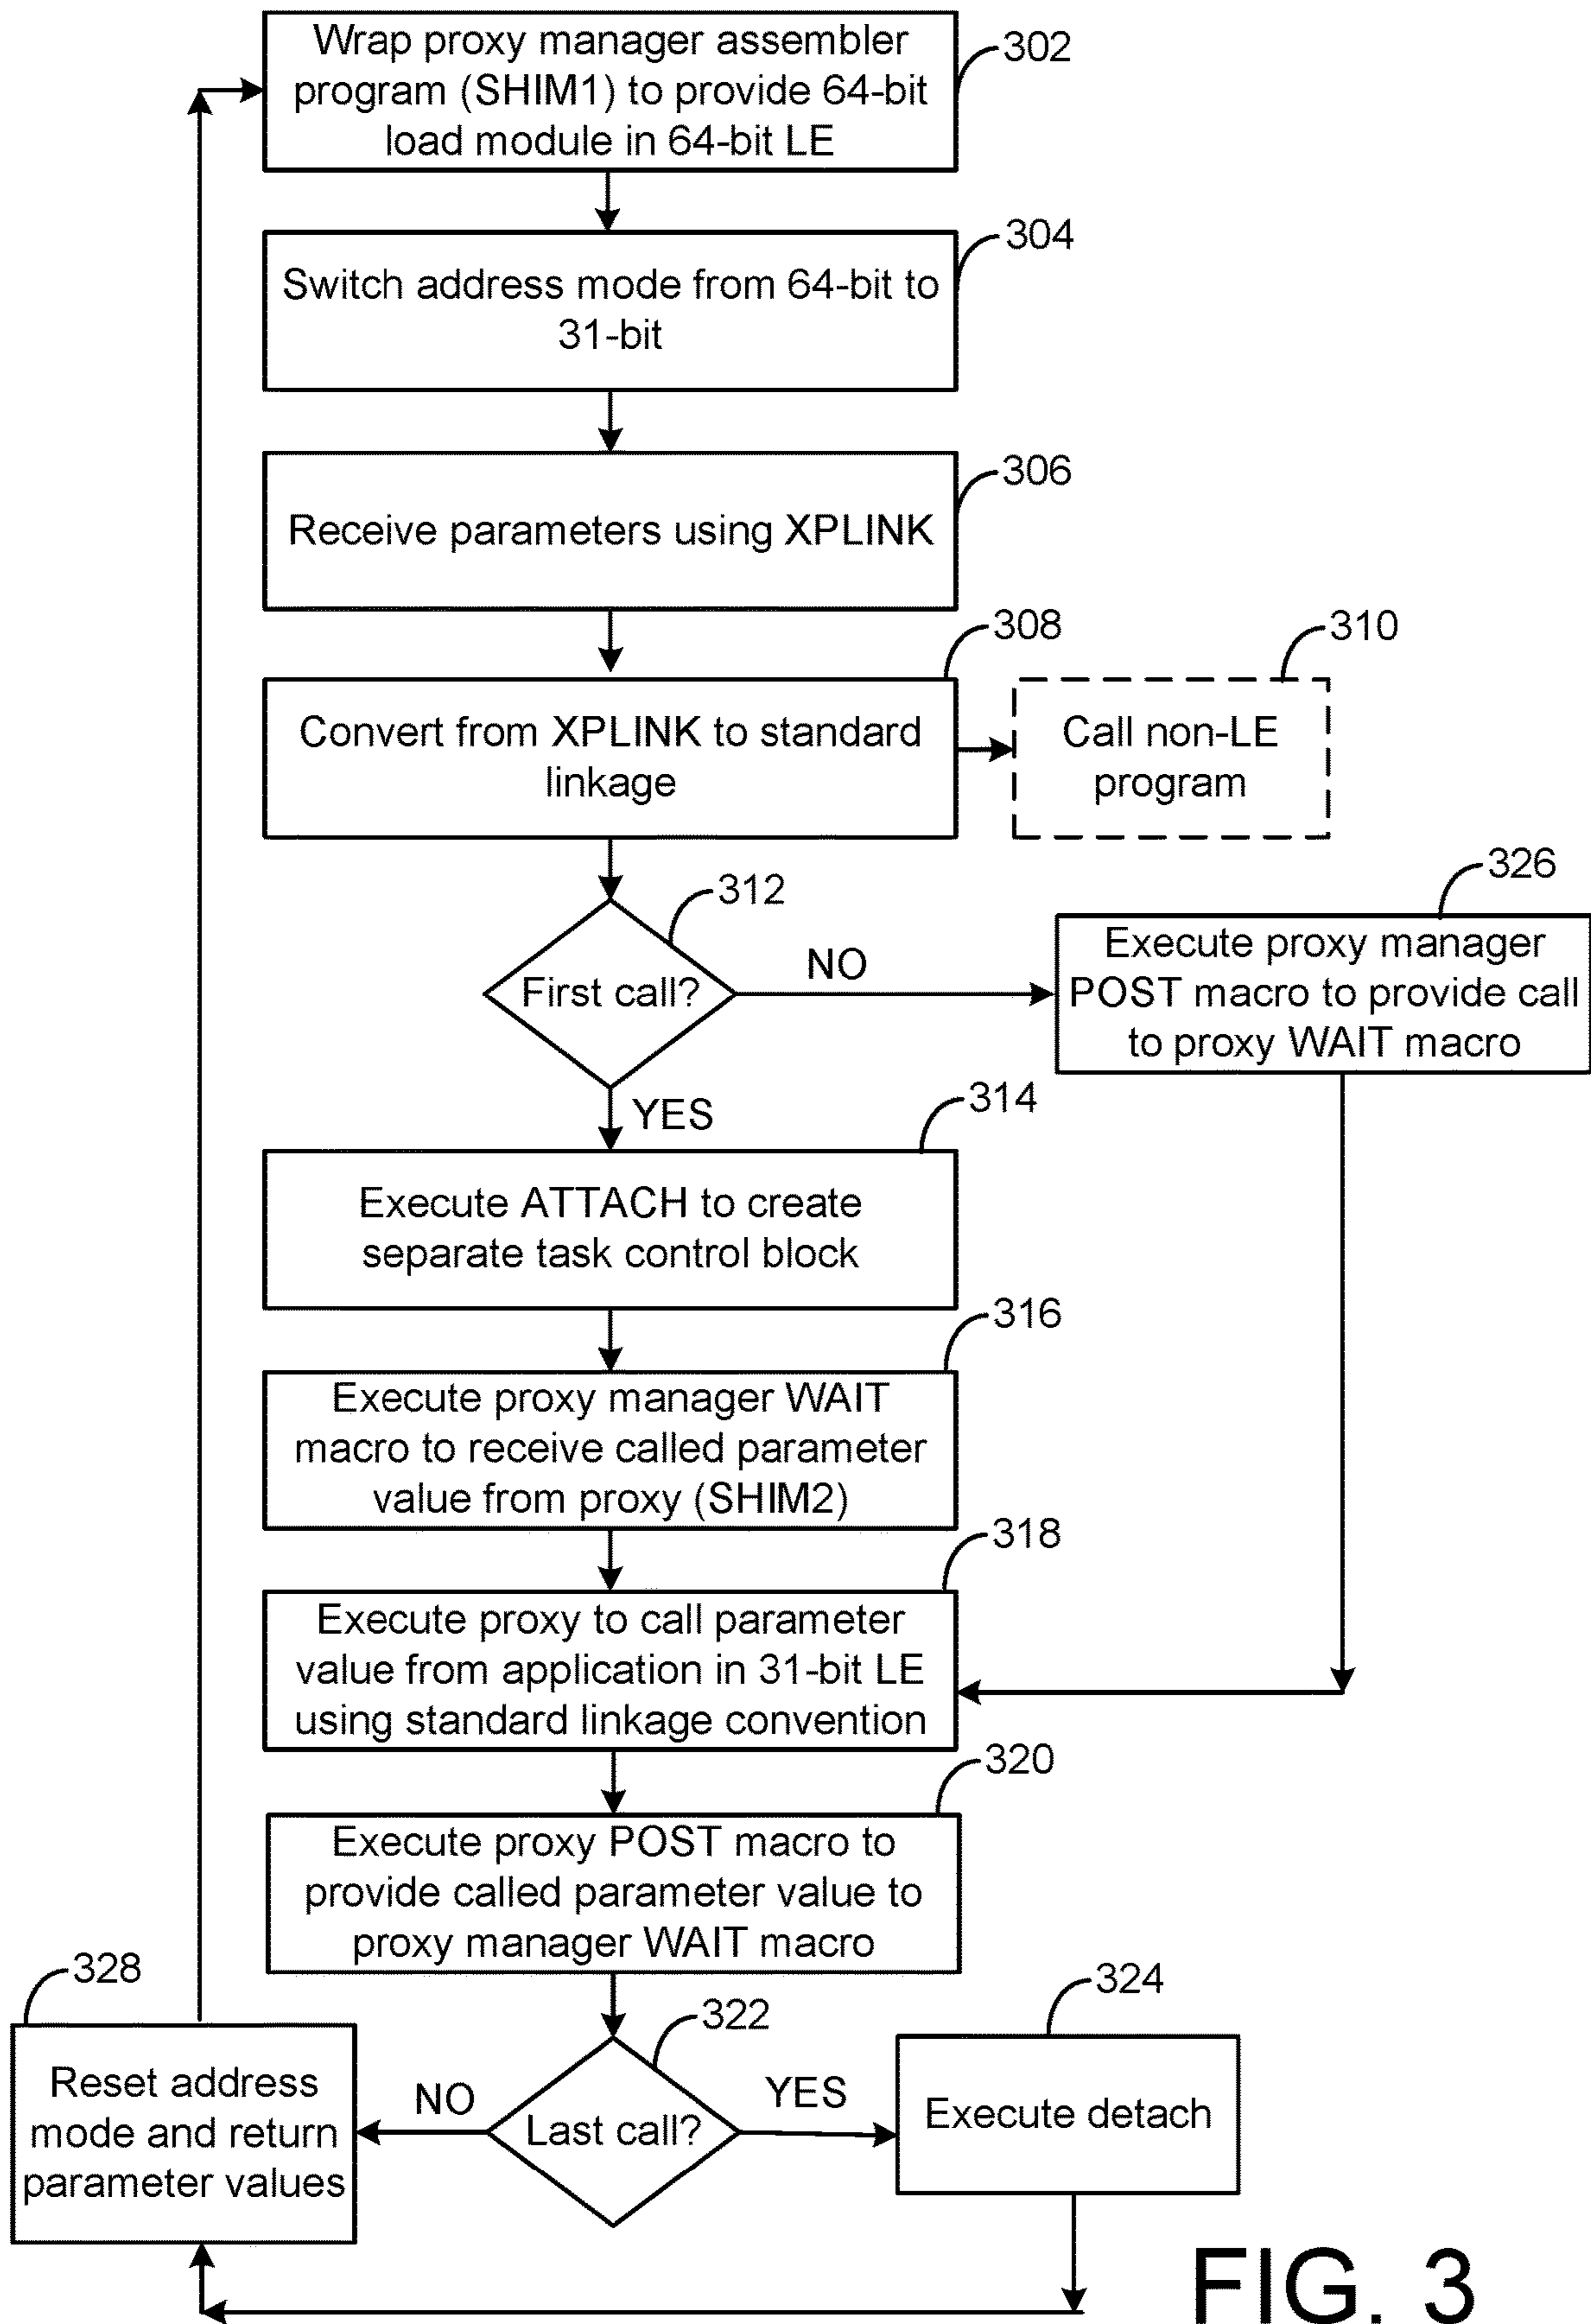 Wrap proxy manager assembler
program (SHIM1) to provide 64-bit
load module in 64-bit LE
302
Switch address mode from 64-bit to
31-bit
304
Receive parameters using XPLINK
306
Convert from XPLINK to standard
linkage
308
Call non-LE
program
310
First call?
312
NO
YES
Execute proxy manager
POST macro to provide call
to proxy WAIT macro
326
Execute ATTACH to create
separate task control block
314
Execute proxy manager WAIT
macro to receive called parameter
value from proxy (SHIM2)
316
Execute proxy to call parameter
value from application in 31-bit LE
using standard linkage convention
318
Execute proxy POST macro to
provide called parameter value to
proxy manager WAIT macro
320
Last call?
322
NO
YES
Reset address
mode and return
parameter values
328
Execute detach
324
FIG. 3